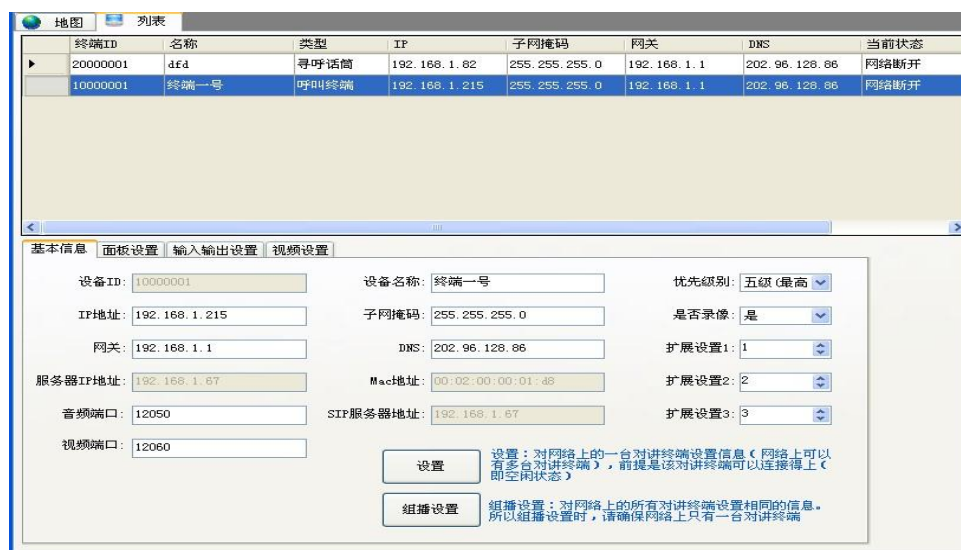 地图 列表
终端ID 名称 类型 IP 子网掩码 网关 DNS 当前状态
20000001 dfd 寻呼话筒 192.168.1.82 255.255.255.0 192.168.1.1 202.96.128.86 网络断开
10000001 终端一号 呼叫终端 192.168.1.215 255.255.255.0 192.168.1.1 202.96.128.86 网络断开
基本信息 面板设置 输入输出设置 视频设置
设备ID: 10000001 设备名称: 终端一号 优先级别: 五级(最高
IP地址: 192.168.1.215 子网掩码: 255.255.255.0 是否录像: 是
网关: 192.168.1.1 DNS: 202.96.128.86 扩展设置1: 1
服务器IP地址: 192.168.1.67 Mac地址: 00:02:00:00:01:d8 扩展设置2: 2
音频端口: 12050 SIP服务器地址: 192.168.1.67 扩展设置3: 3
视频端口: 12060
设置
设置：对网络上的一台对讲终端设置信息（网络上可以
有多台对讲终端），前提是该对讲终端可以连接得上（
即空闲状态）
组播设置
组播设置：对网络上的所有对讲终端设置相同的信息。
所以组播设置时，请确保网络上只有一台对讲终端